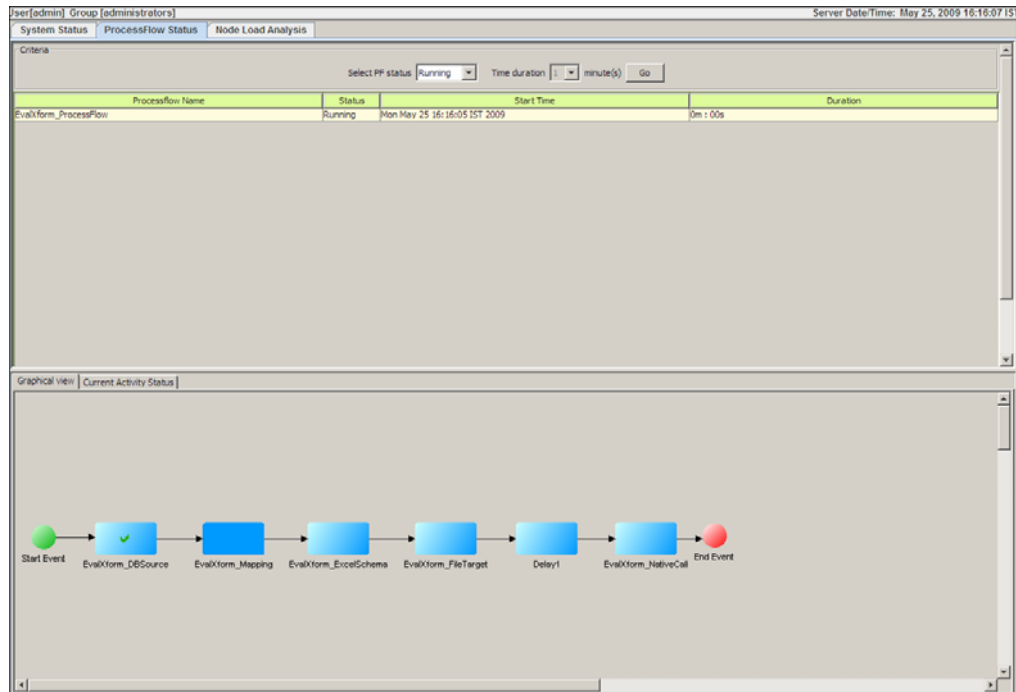 User[admin] Group [administrators] Server Date/Time: May 25, 2009 16:16:07 IST
System Status ProcessFlow Status Node Load Analysis
Criteria
Select PF status Running Time duration 1 minute(s) Go
Processflow Name Status Start Time Duration
EvalXform_ProcessFlow Running Mon May 25 16:16:05 IST 2009 0m : 00s
Graphical view Current Activity Status
Start Event EvalXform_DBSource EvalXform_Mapping EvalXform_ExcelSchema EvalXform_FileTarget Delay1 EvalXform_NativeCall End Event